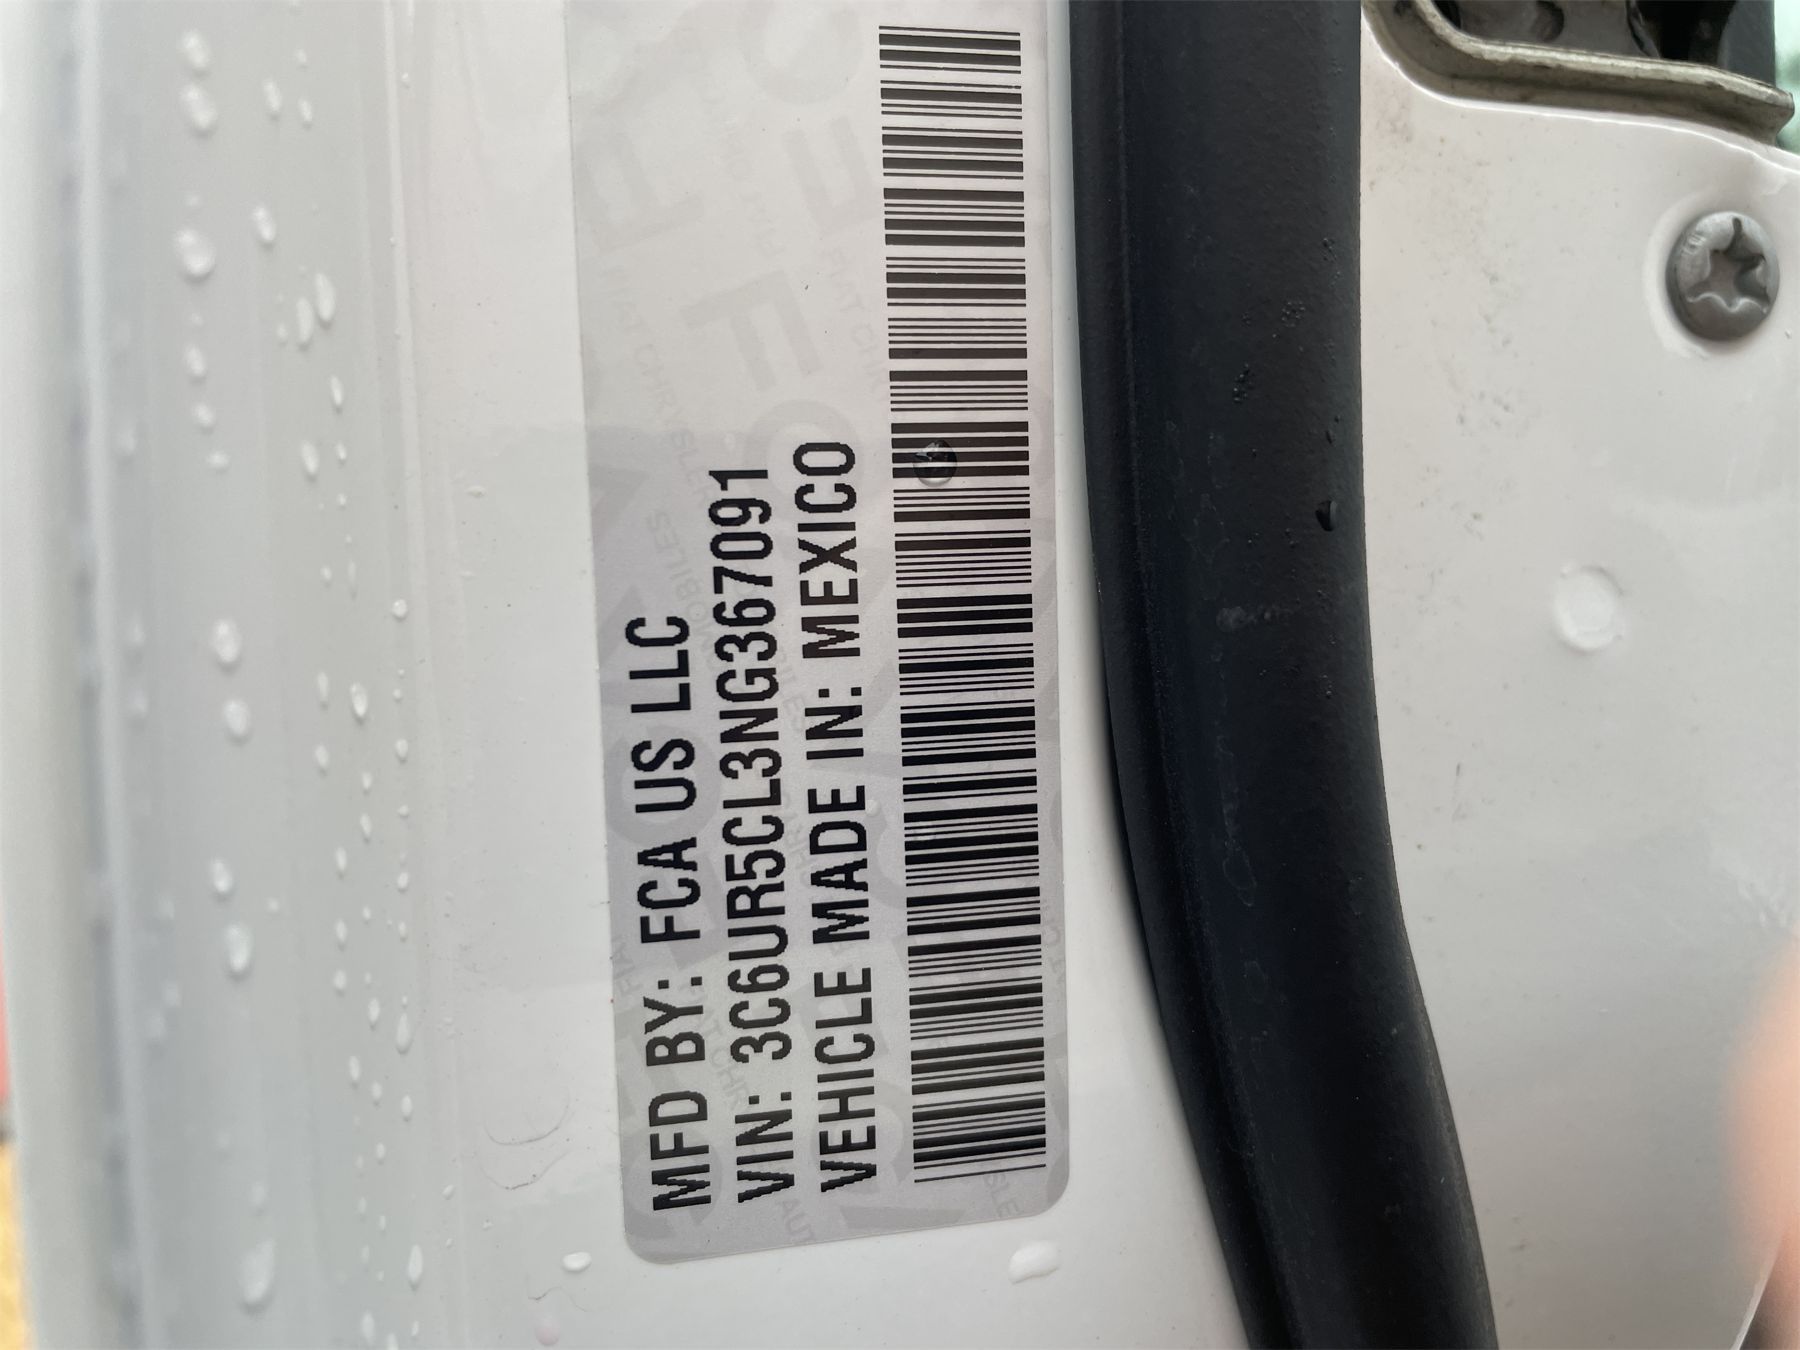 MFD BY: FCA US LLC
VIN: 3C6UR5CL3NG367091
VEHICLE MADE IN: MEXICO